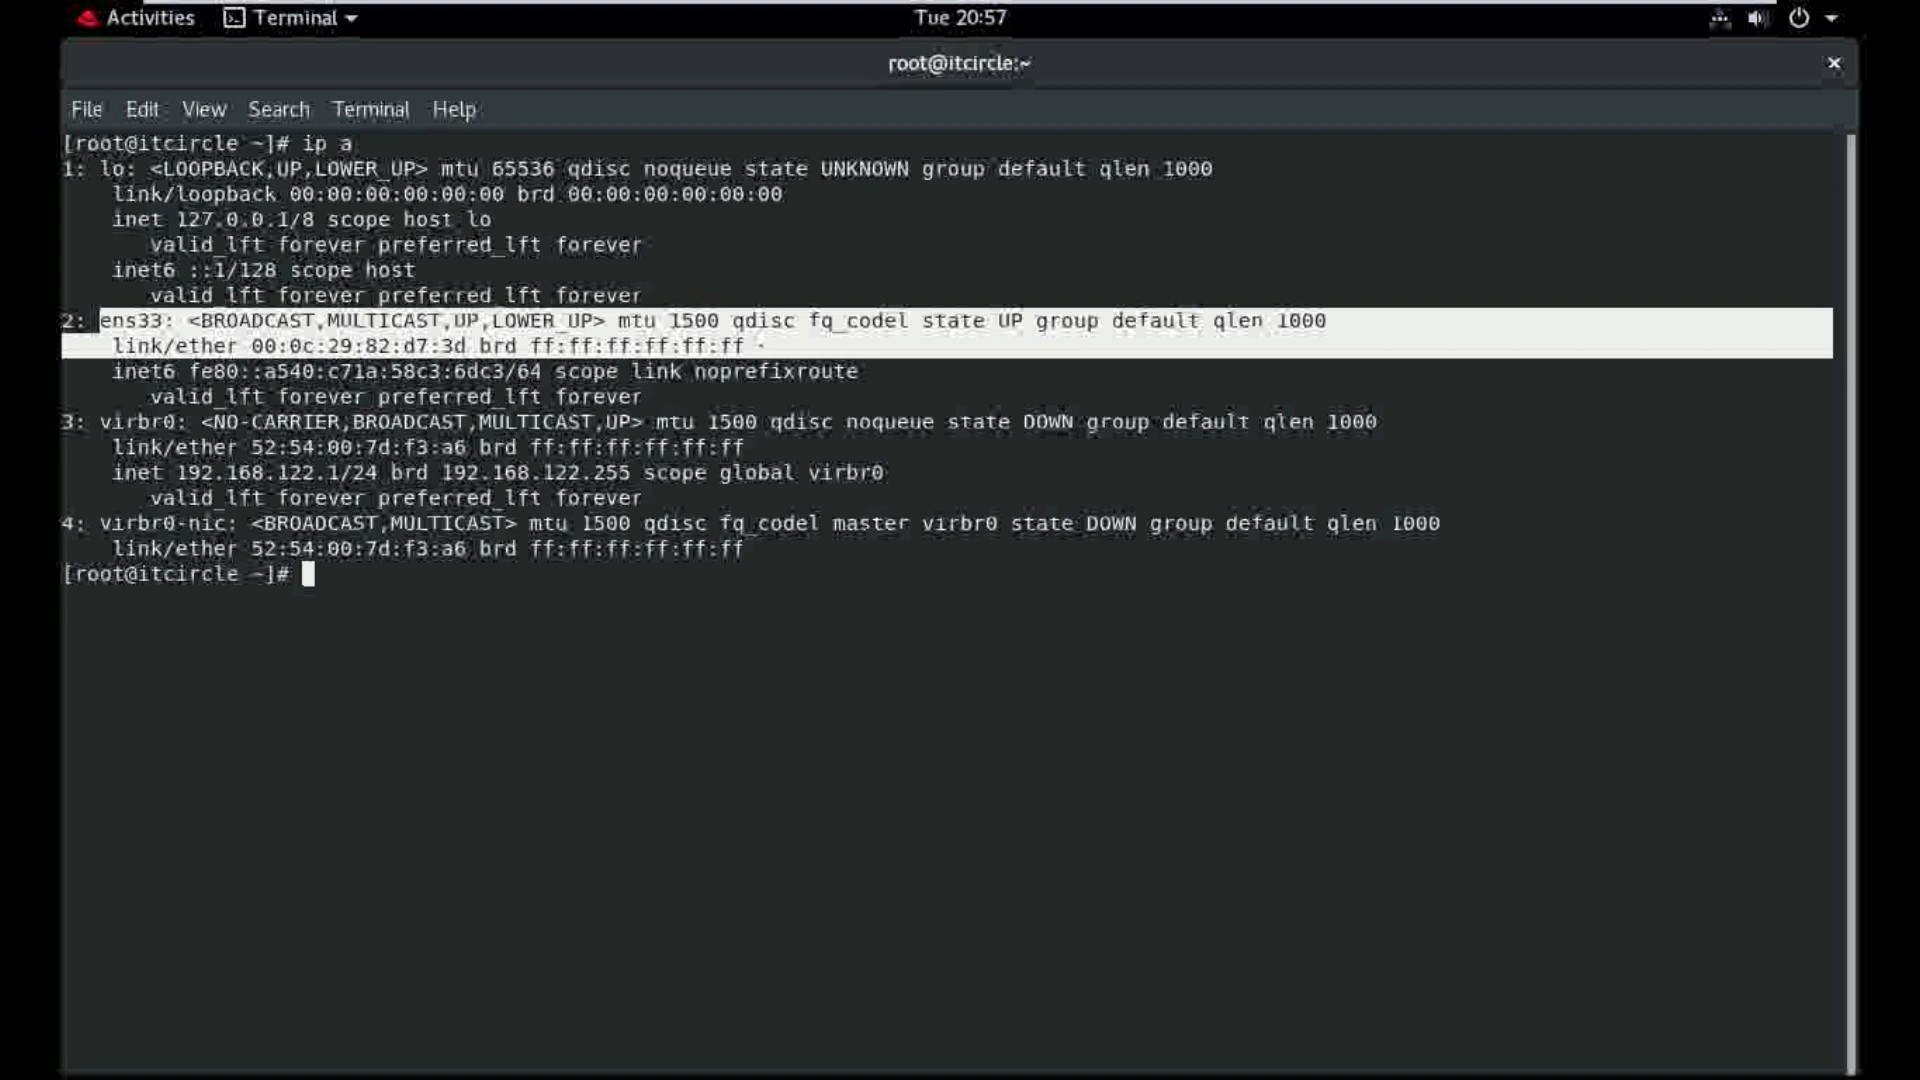 Activities Terminal Tue 20:57
root@itcircle:~
File Edit View Search Terminal Help
[root@itcircle ~]# ip a
1: lo: <LOOPBACK,UP,LOWER_UP> mtu 65536 qdisc noqueue state UNKNOWN group default qlen 1000
link/loopback 00:00:00:00:00:00 brd 00:00:00:00:00:00
inet 127.0.0.1/8 scope host lo
valid_lft forever preferred_lft forever
inet6 ::1/128 scope host
valid_lft forever preferred_lft forever
2: ens33: <BROADCAST,MULTICAST,UP,LOWER_UP> mtu 1500 qdisc fq_codel state UP group default qlen 1000
link/ether 00:0c:29:82:d7:3d brd ff:ff:ff:ff:ff:ff
inet6 fe80::a540:c71a:58c3:6dc3/64 scope link noprefixroute
valid_lft forever preferred_lft forever
3: virbr0: <NO-CARRIER,BROADCAST,MULTICAST,UP> mtu 1500 qdisc noqueue state DOWN group default qlen 1000
link/ether 52:54:00:7d:f3:a6 brd ff:ff:ff:ff:ff:ff
inet 192.168.122.1/24 brd 192.168.122.255 scope global virbr0
valid_lft forever preferred_lft forever
4: virbr0-nic: <BROADCAST,MULTICAST> mtu 1500 qdisc fq_codel master virbr0 state DOWN group default qlen 1000
link/ether 52:54:00:7d:f3:a6 brd ff:ff:ff:ff:ff:ff
[root@itcircle ~]#